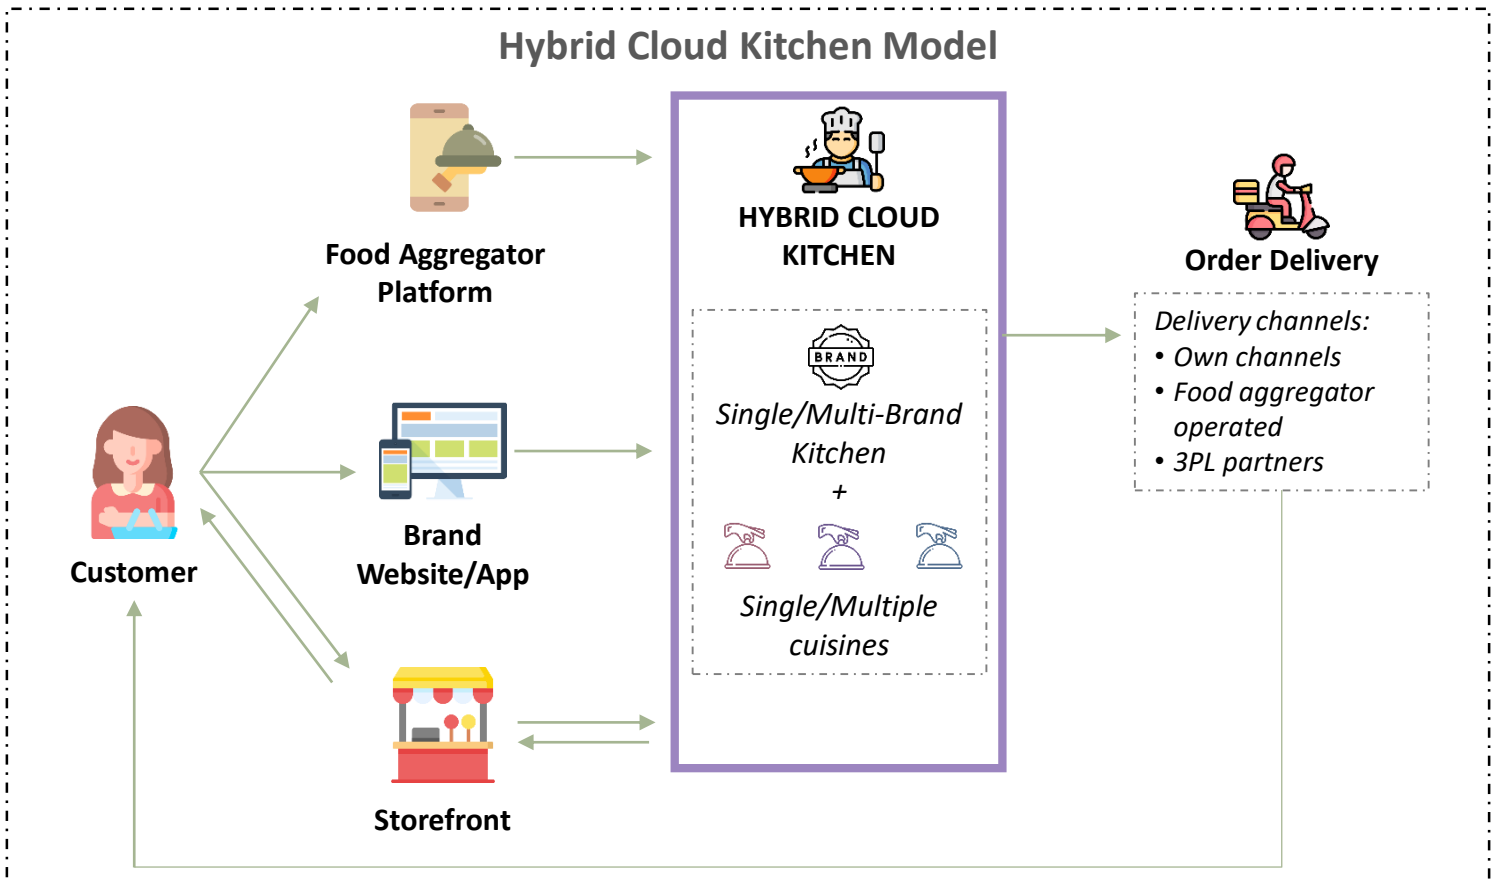 Hybrid Cloud Kitchen Model
Food Aggregator
Platform
HYBRID CLOUD
KITCHEN
Order Delivery
Delivery channels:
• Own channels
• Food aggregator
operated
• 3PL partners
BRAND
Single/Multi-Brand
Kitchen
+
Single/Multiple
cuisines
Customer
Brand
Website/App
Storefront